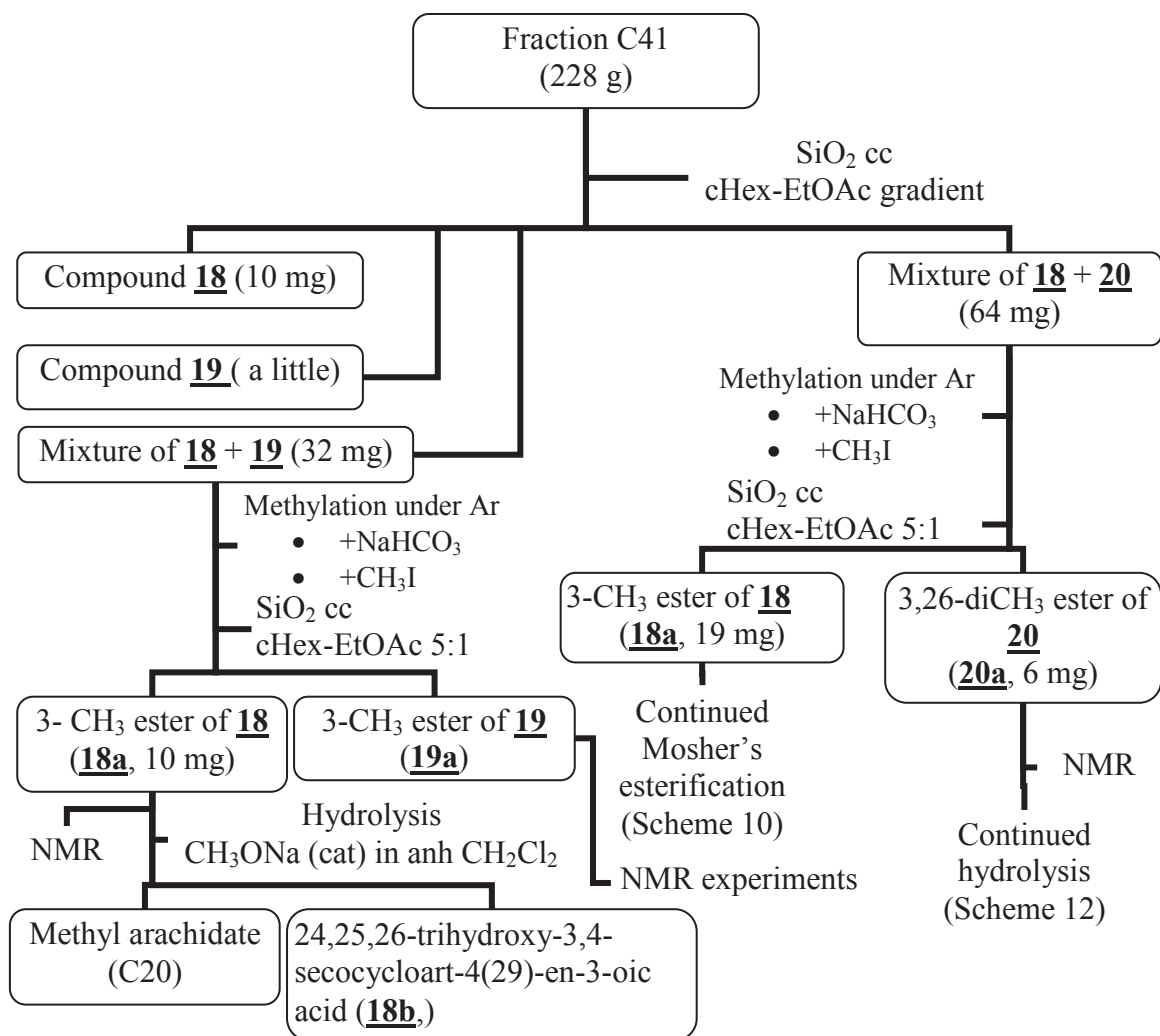 Fraction C41
(228 g)
SiO₂ cc
cHex-EtOAc gradient
Compound 18 (10 mg)
Compound 19 ( a little)
Mixture of 18 + 19 (32 mg)
Mixture of 18 + 20
(64 mg)
Methylation under Ar
• +NaHCO₃
• +CH₃I
SiO₂ cc
cHex-EtOAc 5:1
Methylation under Ar
• +NaHCO₃
• +CH₃I
SiO₂ cc
cHex-EtOAc 5:1
3- CH₃ ester of 18
(18a, 10 mg)
3-CH₃ ester of 19
(19a)
3-CH₃ ester of 18
(18a, 19 mg)
3,26-diCH₃ ester of
20
(20a, 6 mg)
NMR
Hydrolysis
CH₃ONa (cat) in anh CH₂Cl₂
NMR experiments
Continued
Mosher's
esterification
(Scheme 10)
NMR
Continued
hydrolysis
(Scheme 12)
Methyl arachidate
(C20)
24,25,26-trihydroxy-3,4-
secocycloart-4(29)-en-3-oic
acid (18b,)